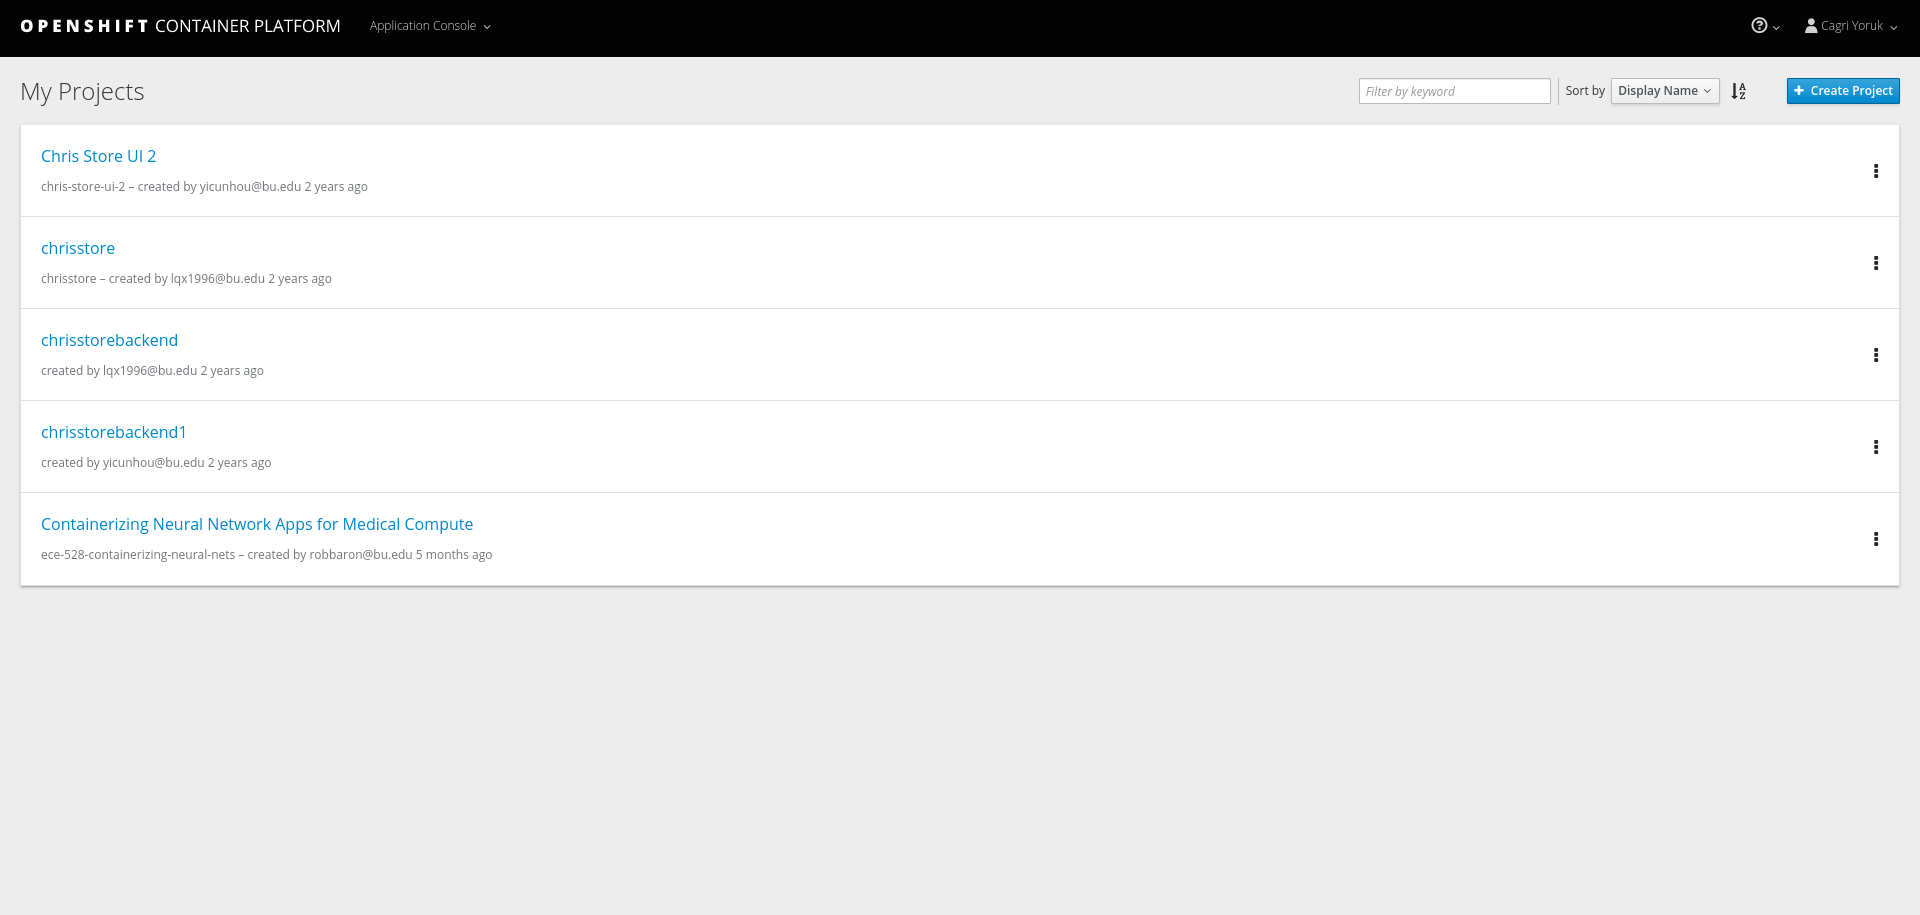 OPENSHIFT CONTAINER PLATFORM Application Console Cagri Yoruk
My Projects Filter by keyword Sort by Display Name Create Project
Chris Store UI 2
chris-store-ui-2 – created by yicunhou@bu.edu 2 years ago
chrisstore
chrisstore – created by lqx1996@bu.edu 2 years ago
chrisstorebackend
created by lqx1996@bu.edu 2 years ago
chrisstorebackend1
created by yicunhou@bu.edu 2 years ago
Containerizing Neural Network Apps for Medical Compute
ece-528-containerizing-neural-nets – created by robbaron@bu.edu 5 months ago